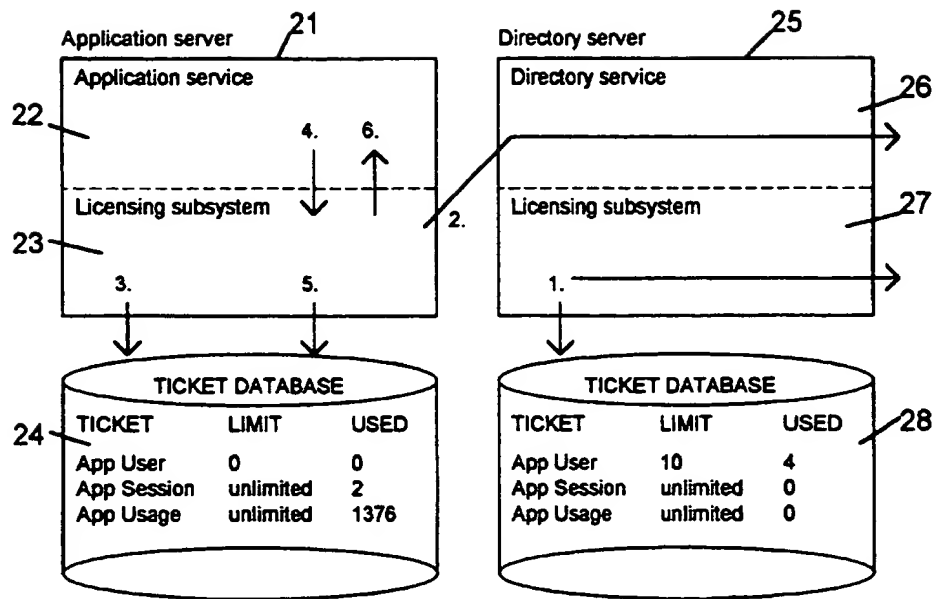 21
25
Application server
Directory server
Application service
Directory service
26
22
4.
6.
Licensing subsystem
2.
Licensing subsystem
27
23
3.
5.
1.
TICKET DATABASE
TICKET DATABASE
24
TICKET LIMIT USED
TICKET LIMIT USED
28
App User 0 0
App User 10 4
App Session unlimited 2
App Session unlimited 0
App Usage unlimited 1376
App Usage unlimited 0